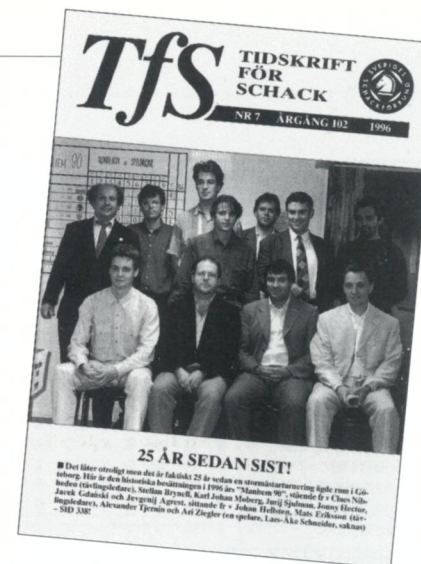 TfS
TIDSKRIFT
FÖR
SCHACK
SVERIGES SCHACKFÖRBUND
NR 7 ÅRGÅNG 102 1996
90
25 ÅR SEDAN SIST!
■ Det låter otroligt men det är faktiskt 25 år sedan en stormästarturnering ägde rum i Gö-
teborg. Här är den historiska besättningen i 1996 års "Manhem 90", stående fr v Claes Nils-
hedeo (tävlingsledare), Stellan Brynell, Karl Johan Moberg, Jurij Sjulman, Jonny Hector,
Jacek Gdański och Jevgenij Agrest, sittande fr v Johan Hellsten, Mats Eriksson (täv-
lingsledare), Alexander Tjernin och Ari Ziegler (en spelare, Lars-Åke Schneider, saknas)
– SID 338!